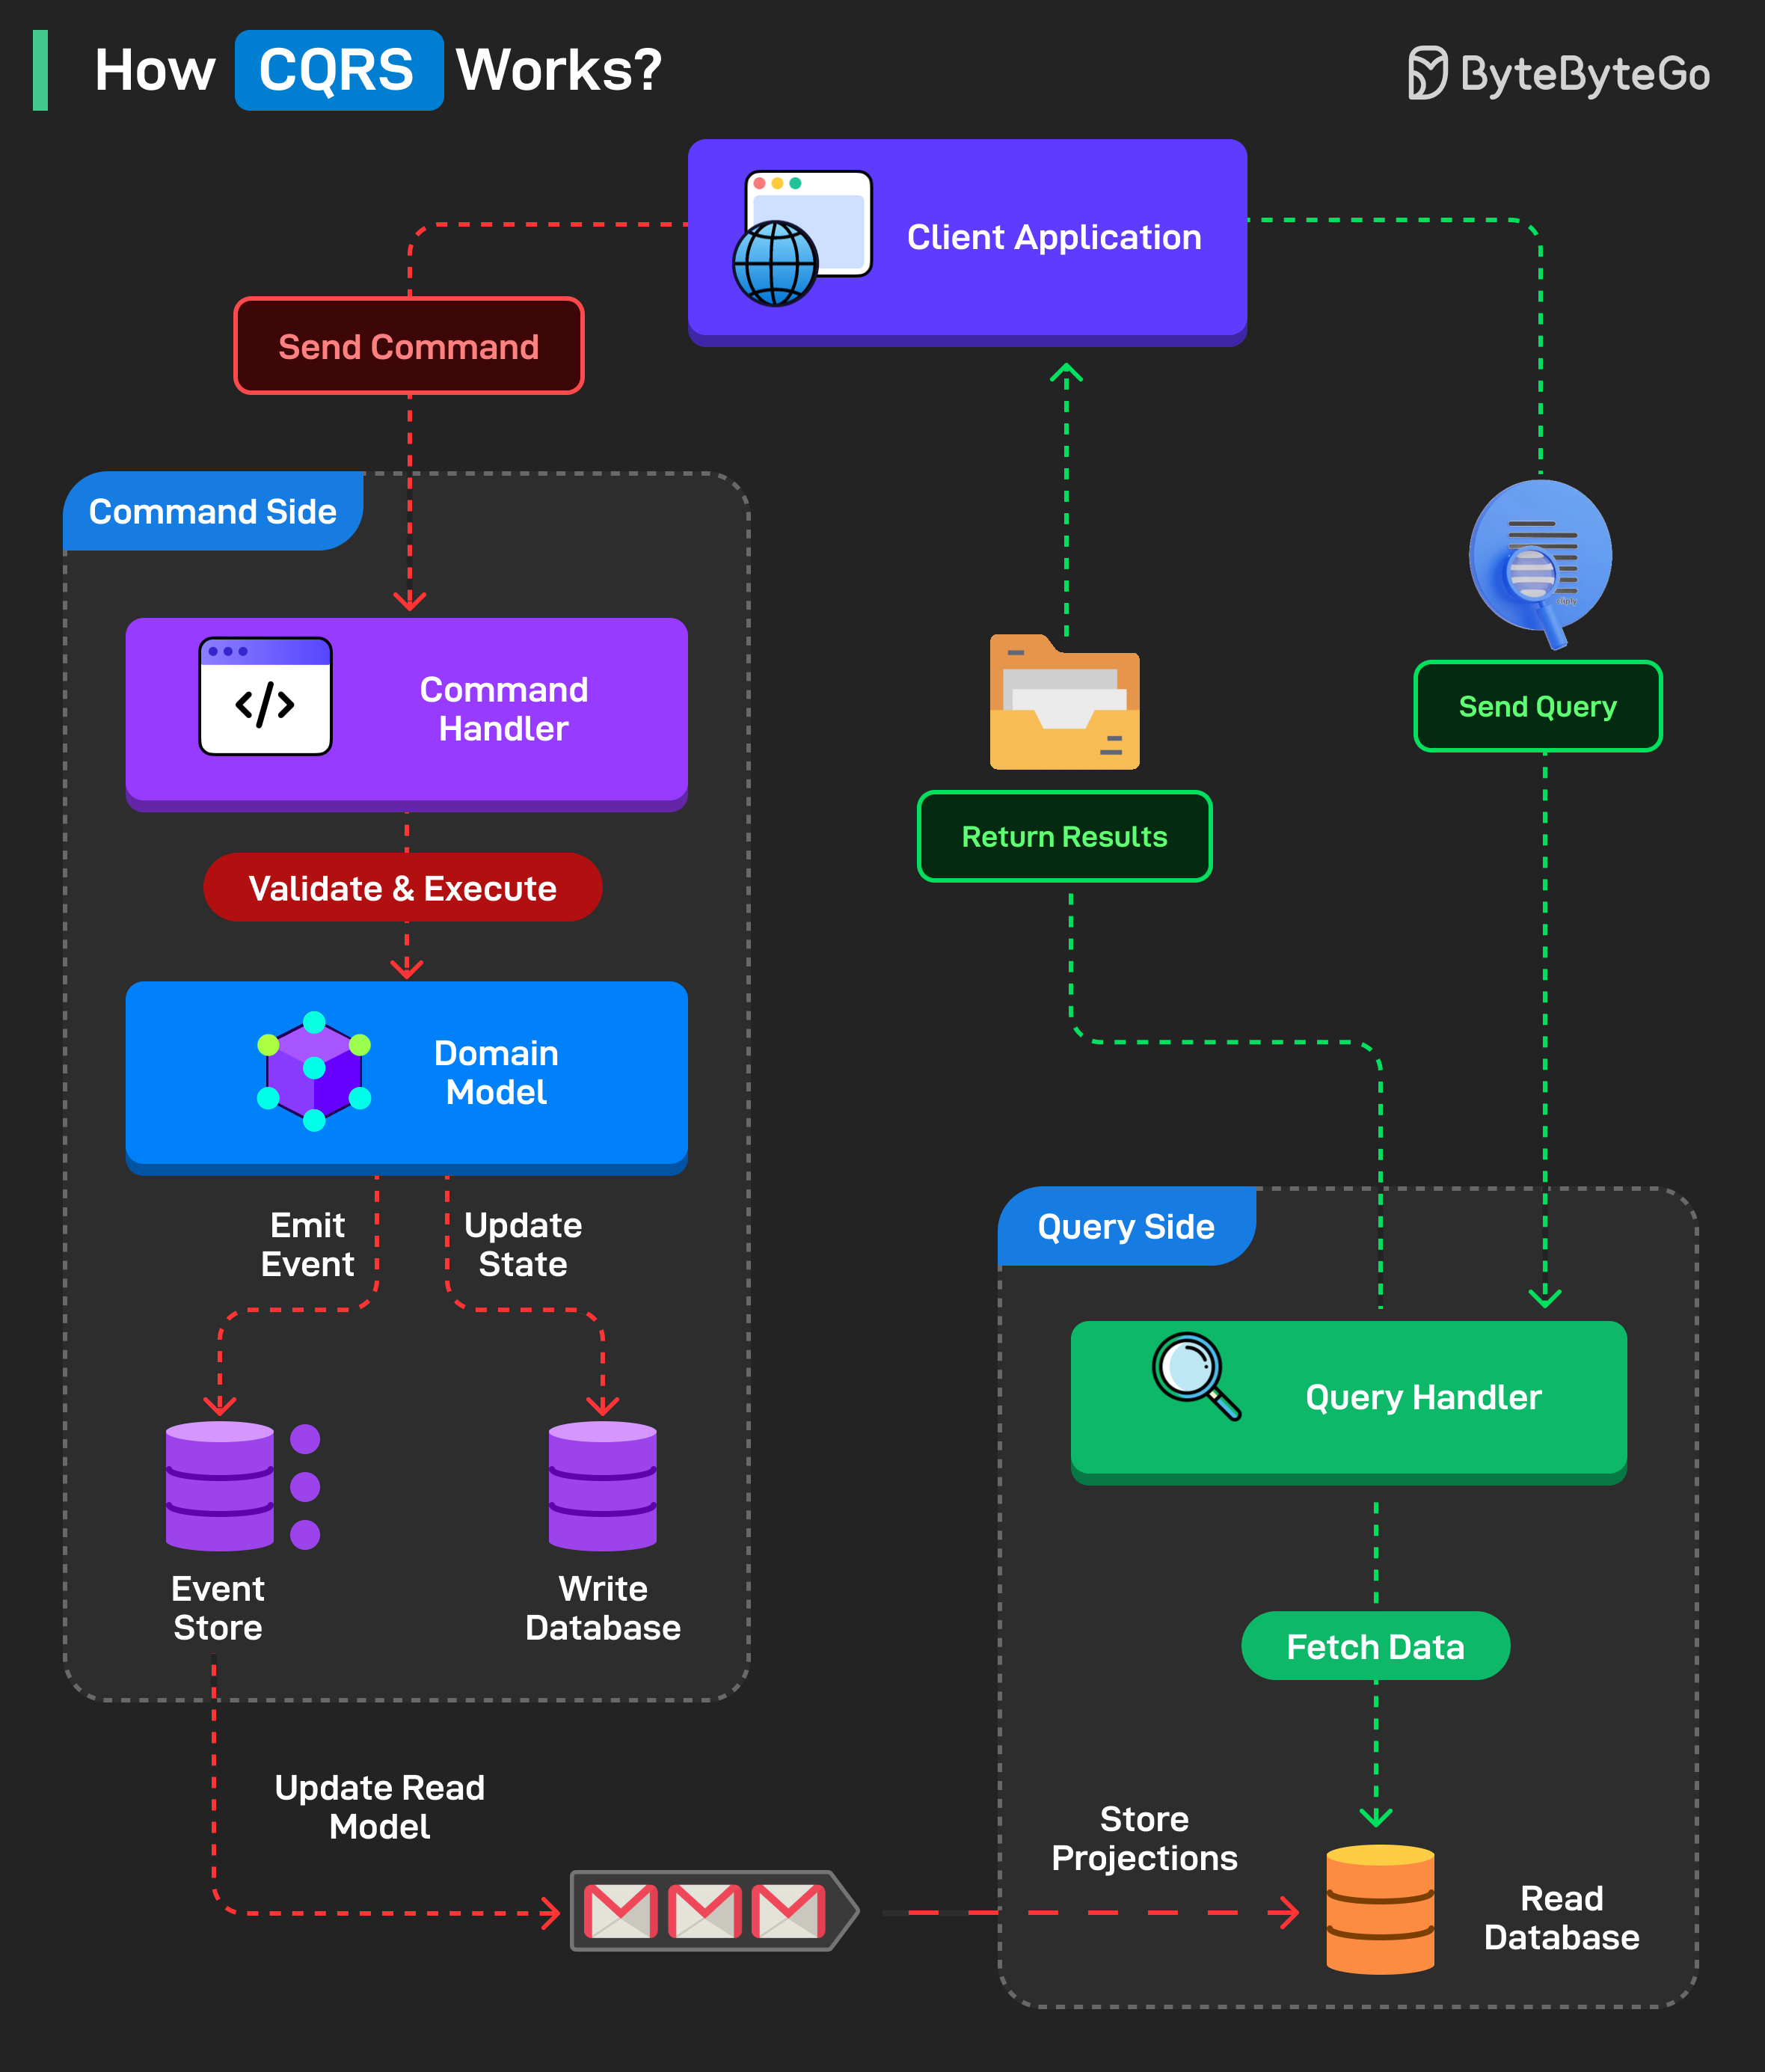 How CQRS Works?
ByteByteGo
Client Application
Send Command
Command Side
Command
Handler
Validate & Execute
Domain
Model
Emit
Event
Update
State
Event
Store
Write
Database
Update Read
Model
Send Query
Return Results
Query Side
Query Handler
Fetch Data
Store
Projections
Read
Database